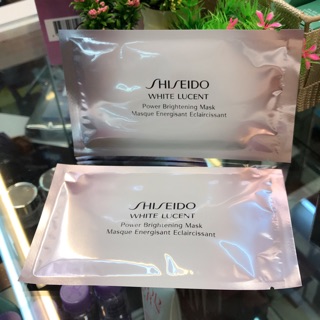 SHISEIDO
WHITE LUCENT
Power Brightening Mask
Masque Energisant Eclaircissant
SHISEIDO
WHITE LUCENT
Power Brightening Mask
Masque Energisant Eclaircissant